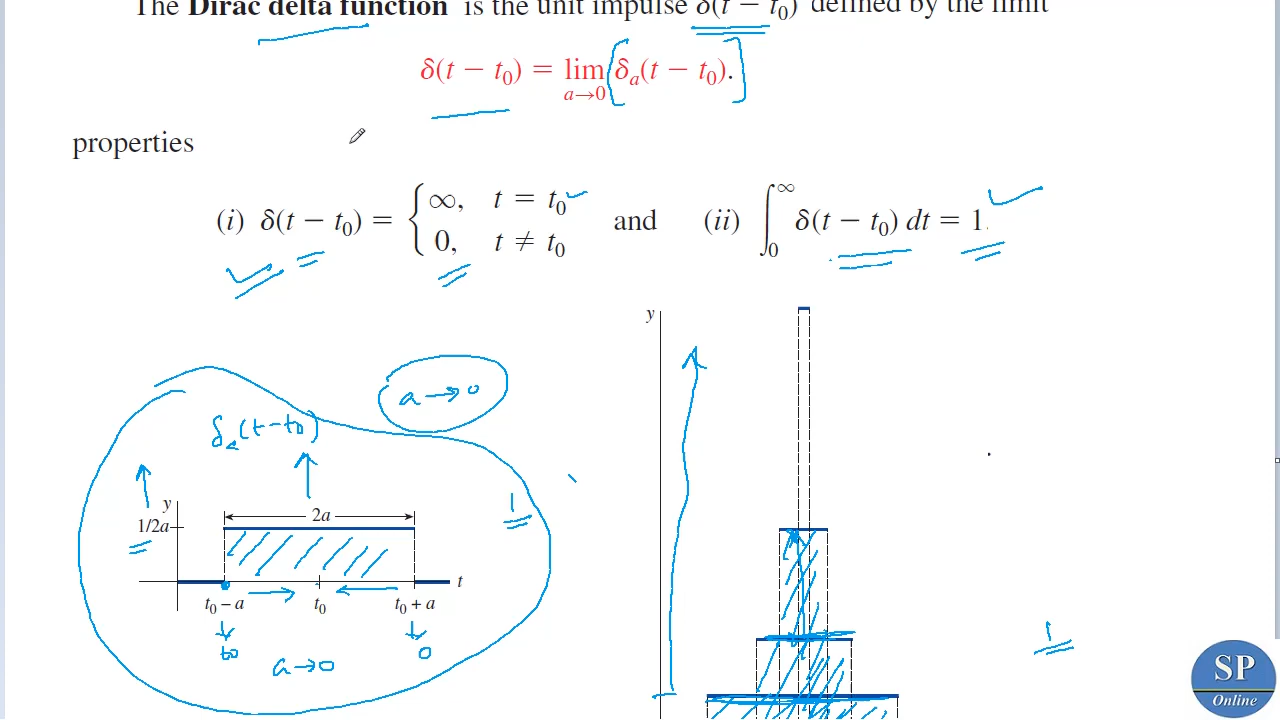 The Dirac delta function is the unit impulse δ(t − t₀) defined by the limit
δ(t − t₀) = lim δₐ(t − t₀).
a→0
properties
(i) δ(t − t₀) = { ∞, t = t₀
0, t ≠ t₀
and (ii) ∫₀^∞ δ(t − t₀) dt = 1.
y
a → 0
δₐ(t−t₀)
y
2a
1
1/2a
t
t₀ − a t₀ t₀ + a
t₀ 0
a→0
1
SP
Online